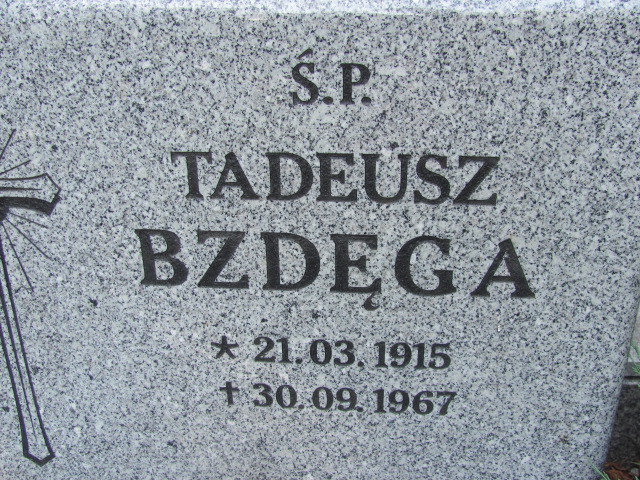 Ś.P.
TADEUSZ
BZDĘGA
★ 21.03.1915
✝ 30.09.1967